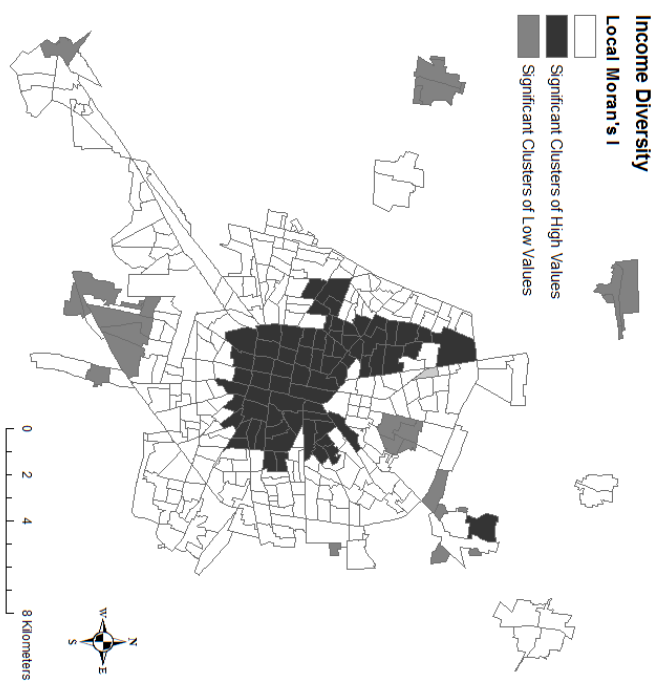 Income Diversity
Local Moran's I
Significant Clusters of High Values
Significant Clusters of Low Values
0 2 4 8 Kilometers
N
W E
S